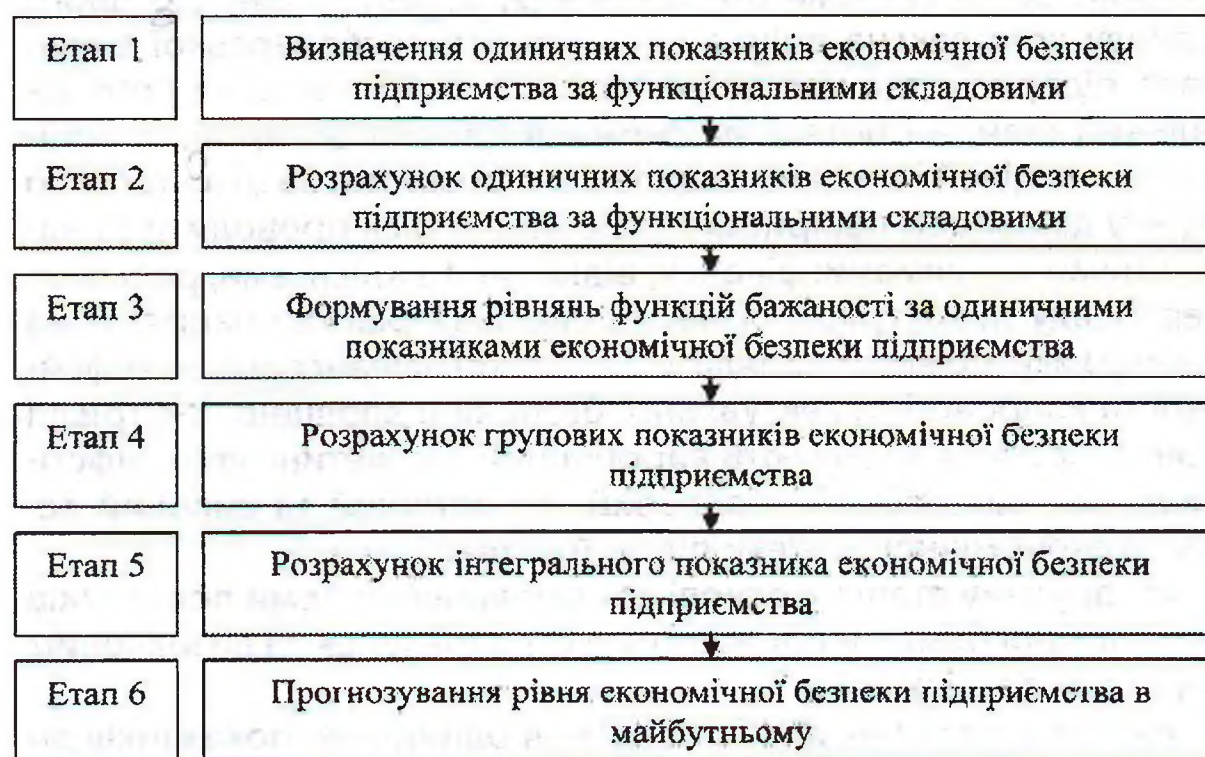 Етап 1
Визначення одиничних показників економічної безпеки
підприємства за функціональними складовими
Етап 2
Розрахунок одиничних показників економічної безпеки
підприємства за функціональними складовими
Етап 3
Формування рівнянь функцій бажаності за одиничними
показниками економічної безпеки підприємства
Етап 4
Розрахунок групових показників економічної безпеки
підприємства
Етап 5
Розрахунок інтегрального показника економічної безпеки
підприємства
Етап 6
Прогнозування рівня економічної безпеки підприємства в
майбутньому